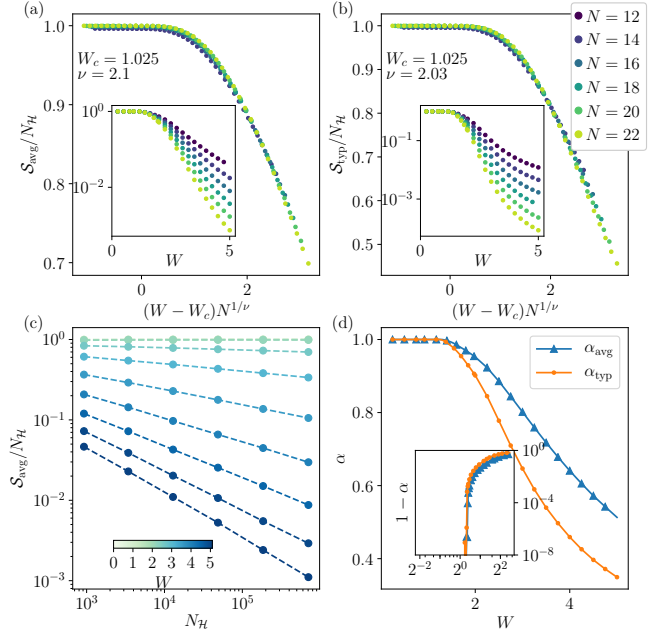 (a)
1.0
0.9
0.8
0.7
S_avg/N_H
W_c = 1.025
ν = 2.1
10^0
10^−2
0
5
W
0
2
(W − W_c)N^{1/ν}
(b)
1.0
0.9
0.8
0.7
0.6
0.5
S_typ/N_H
W_c = 1.025
ν = 2.03
10^−1
10^−3
0
5
W
0
2
(W − W_c)N^{1/ν}
N = 12
N = 14
N = 16
N = 18
N = 20
N = 22
(c)
10^0
10^−1
10^−2
10^−3
S_avg/N_H
0 1 2 3 4 5
W
10^3 10^4 10^5
N_H
(d)
1.0
0.8
0.6
0.4
α
α_avg
α_typ
1 − α
10^0
10^−4
10^−8
2^−2 2^0 2^2
2 4
W